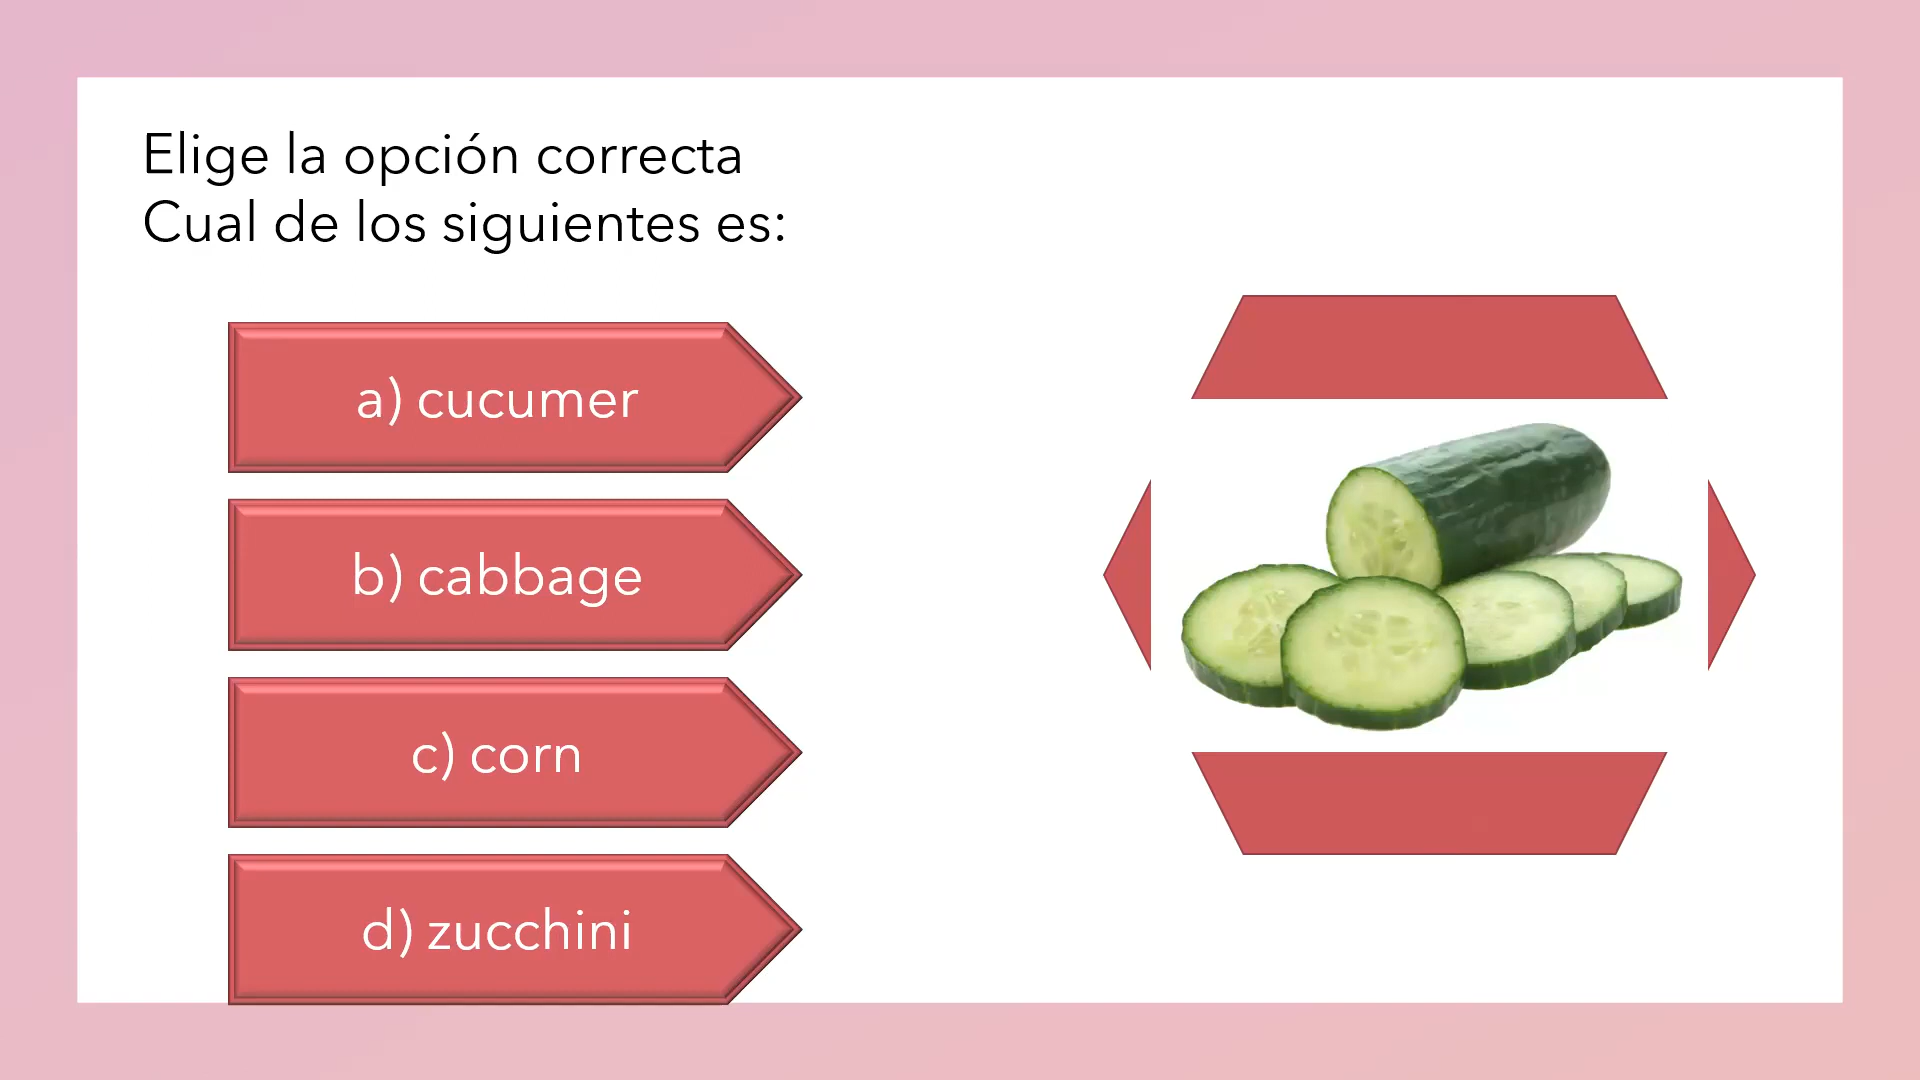 Elige la opción correcta
Cual de los siguientes es:
a) cucumer
b) cabbage
c) corn
d) zucchini